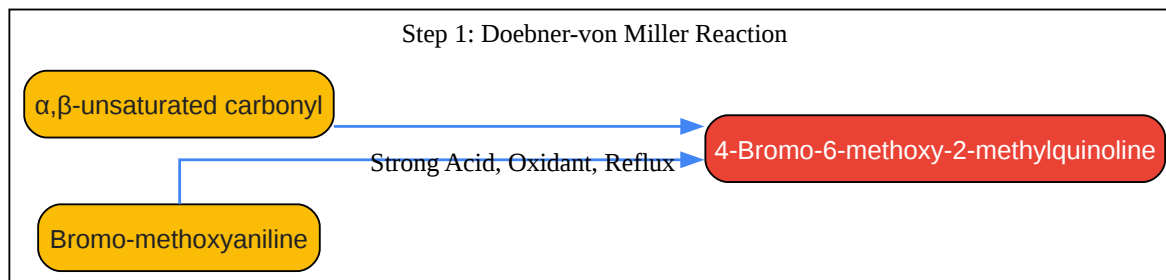 Step 1: Doebner-von Miller Reaction
α,β-unsaturated carbonyl
4-Bromo-6-methoxy-2-methylquinoline
Strong Acid, Oxidant, Reflux
Bromo-methoxyaniline